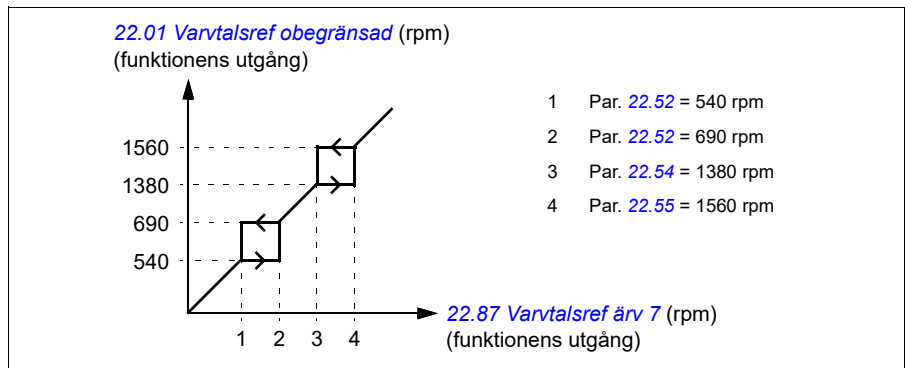 22.01 Varvtalsref obegränsad (rpm)
(funktionens utgång)
1 Par. 22.52 = 540 rpm
2 Par. 22.52 = 690 rpm
3 Par. 22.54 = 1380 rpm
4 Par. 22.55 = 1560 rpm
1560
1380
690
540
22.87 Varvtalsref ärv 7 (rpm)
(funktionens utgång)
1 2 3 4